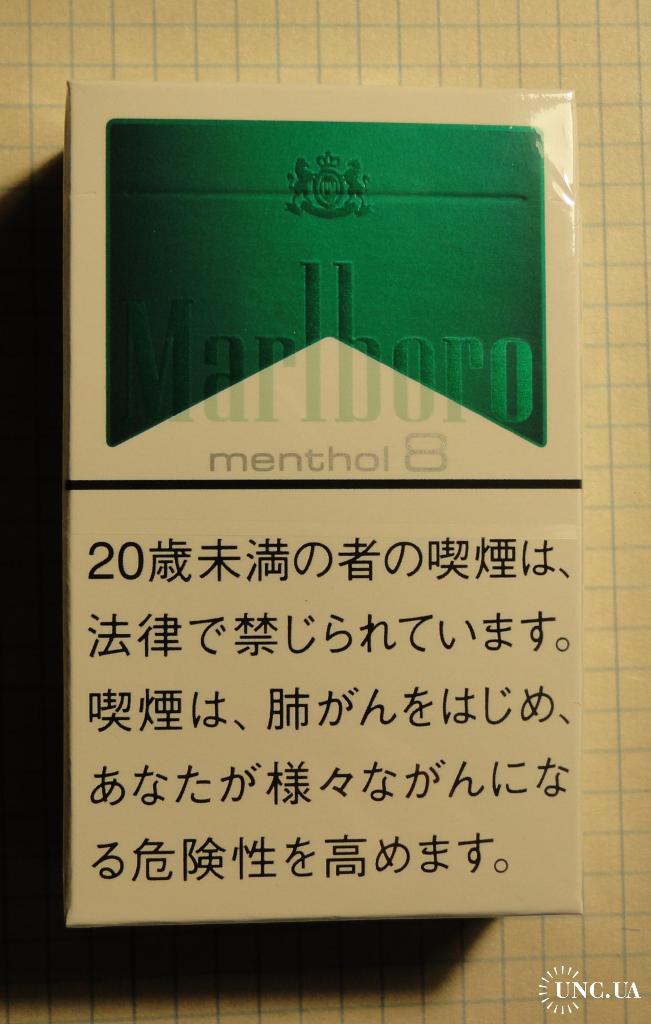 Marlboro
menthol 8
20歳未満の者の喫煙は、
法律で禁じられています。
喫煙は、肺がんをはじめ、
あなたが様々ながんにな
る危険性を高めます。
UNC.UA